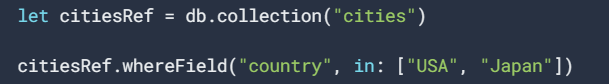 let citiesRef = db.collection("cities")
citiesRef.whereField("country", in: ["USA", "Japan"])